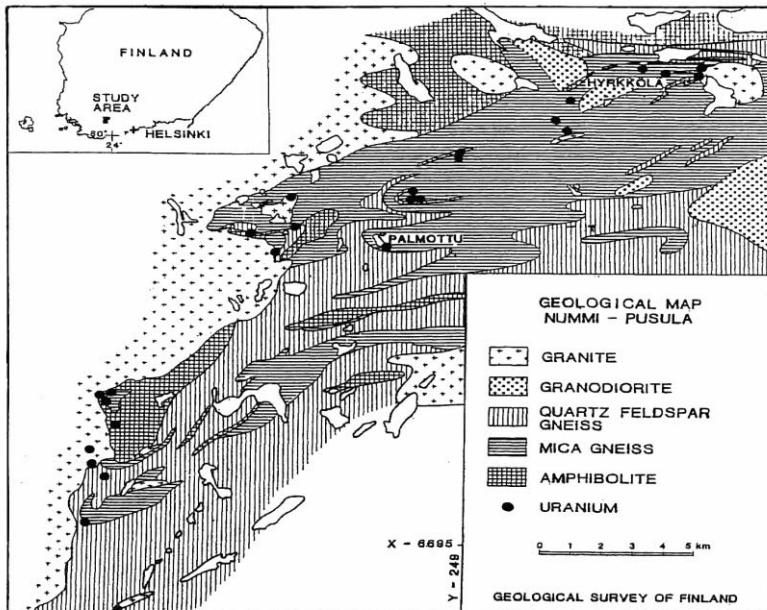 FINLAND
STUDY
AREA
60°
24°
HELSINKI
HYRKKÖLÄ
PALMOTTU
GEOLOGICAL MAP
NUMMI - PUSULA
GRANITE
GRANODIORITE
QUARTZ FELDSPAR
GNEISS
MICA GNEISS
AMPHIBOLITE
URANIUM
X - 6695
Y - 249
0 1 2 3 4 5 km
GEOLOGICAL SURVEY OF FINLAND